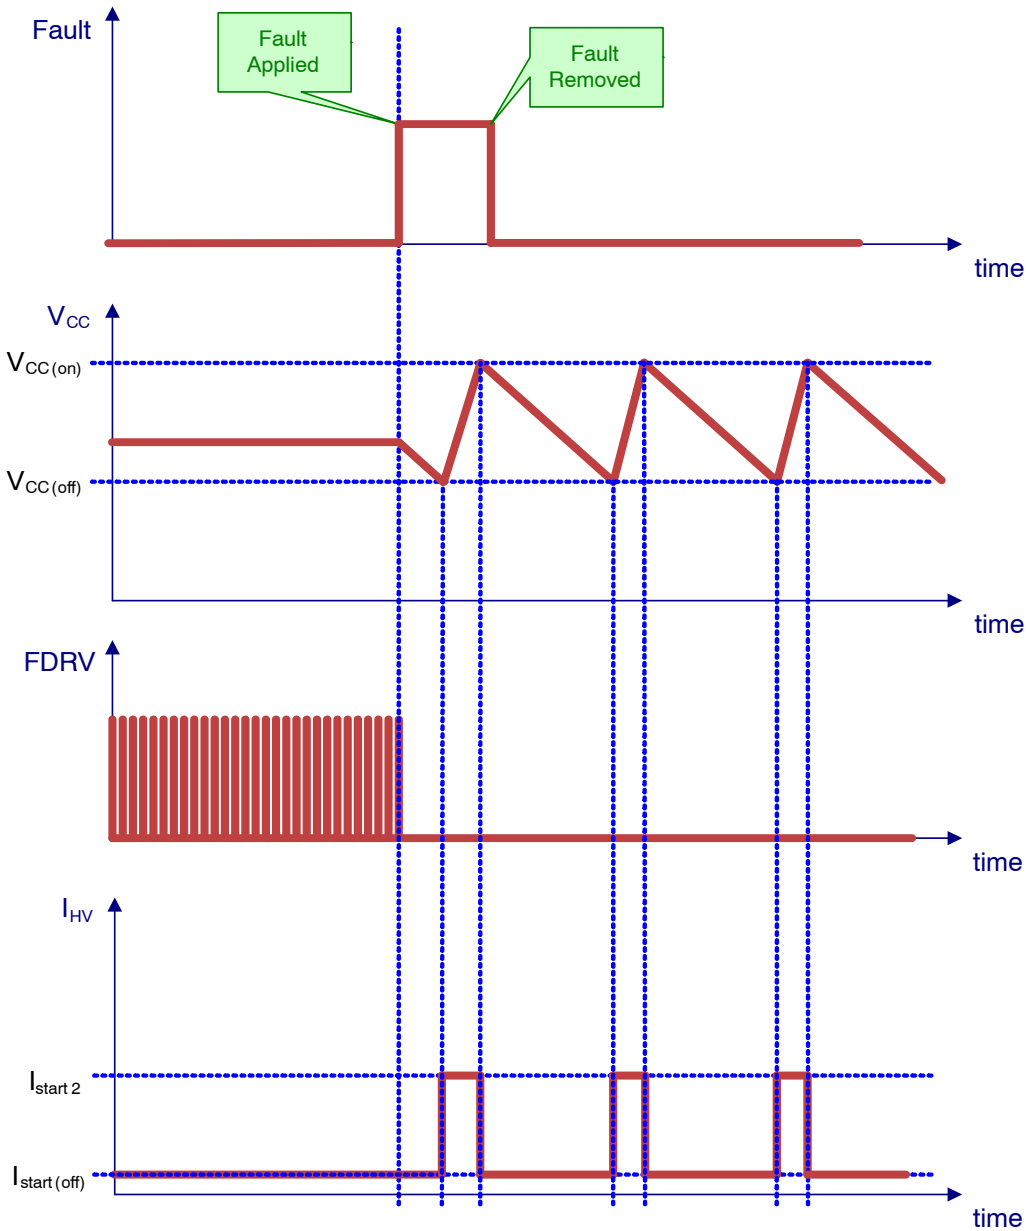 Fault
Fault
Applied
Fault
Removed
time
VCC
VCC(on)
VCC(off)
time
FDRV
time
IHV
Istart 2
Istart(off)
time